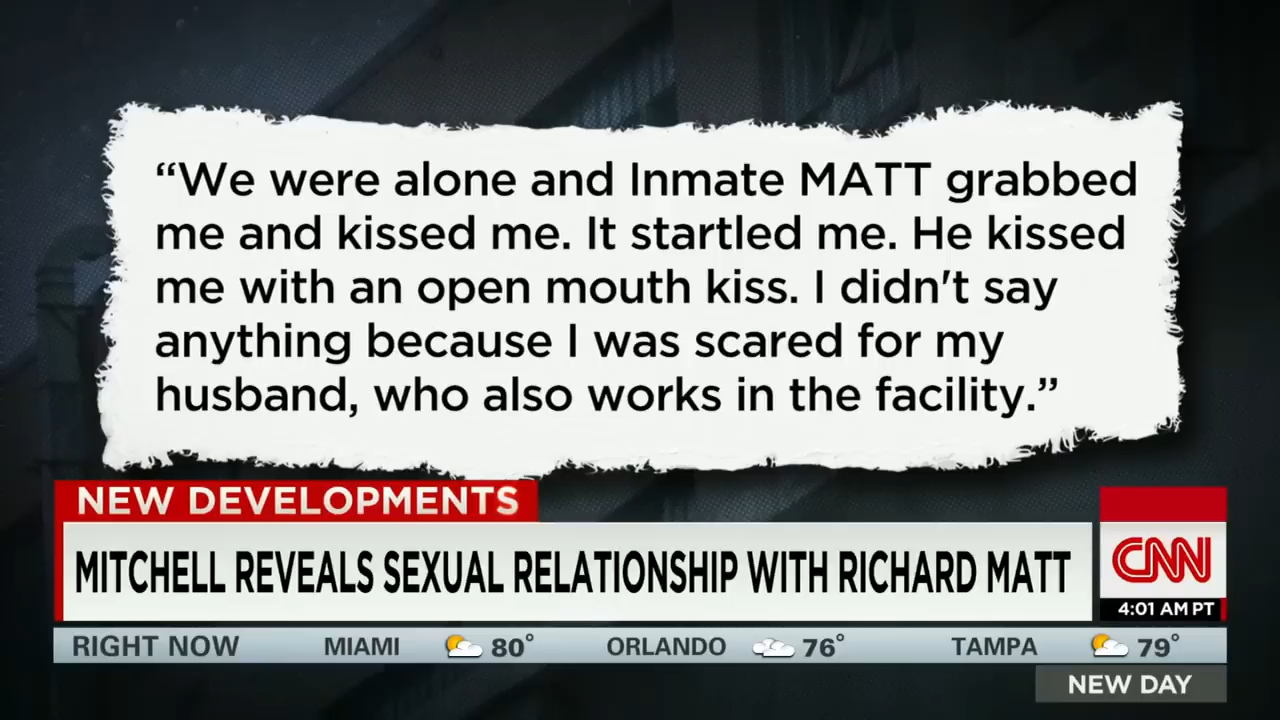 “We were alone and Inmate MATT grabbed
me and kissed me. It startled me. He kissed
me with an open mouth kiss. I didn't say
anything because I was scared for my
husband, who also works in the facility.”
NEW DEVELOPMENTS
MITCHELL REVEALS SEXUAL RELATIONSHIP WITH RICHARD MATT
CNN
4:01 AM PT
RIGHT NOW MIAMI 80° ORLANDO 76° TAMPA 79°
NEW DAY